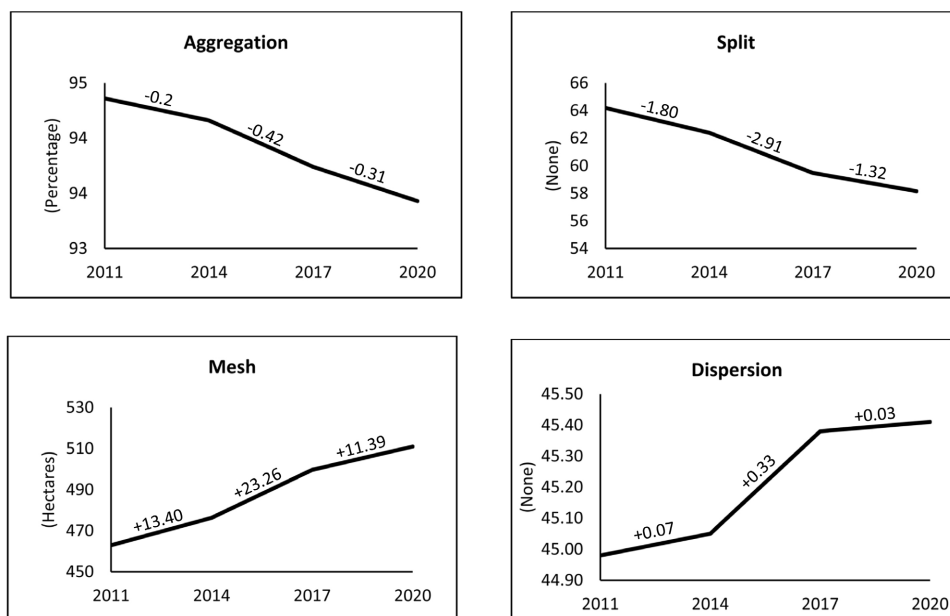 Aggregation
95
94
94
93
(Percentage)
-0.2
-0.42
-0.31
2011 2014 2017 2020
Split
66
64
62
60
58
56
54
(None)
-1.80
-2.91
-1.32
2011 2014 2017 2020
Mesh
530
510
490
470
450
(Hectares)
+13.40
+23.26
+11.39
2011 2014 2017 2020
Dispersion
45.50
45.40
45.30
45.20
45.10
45.00
44.90
(None)
+0.07
+0.33
+0.03
2011 2014 2017 2020